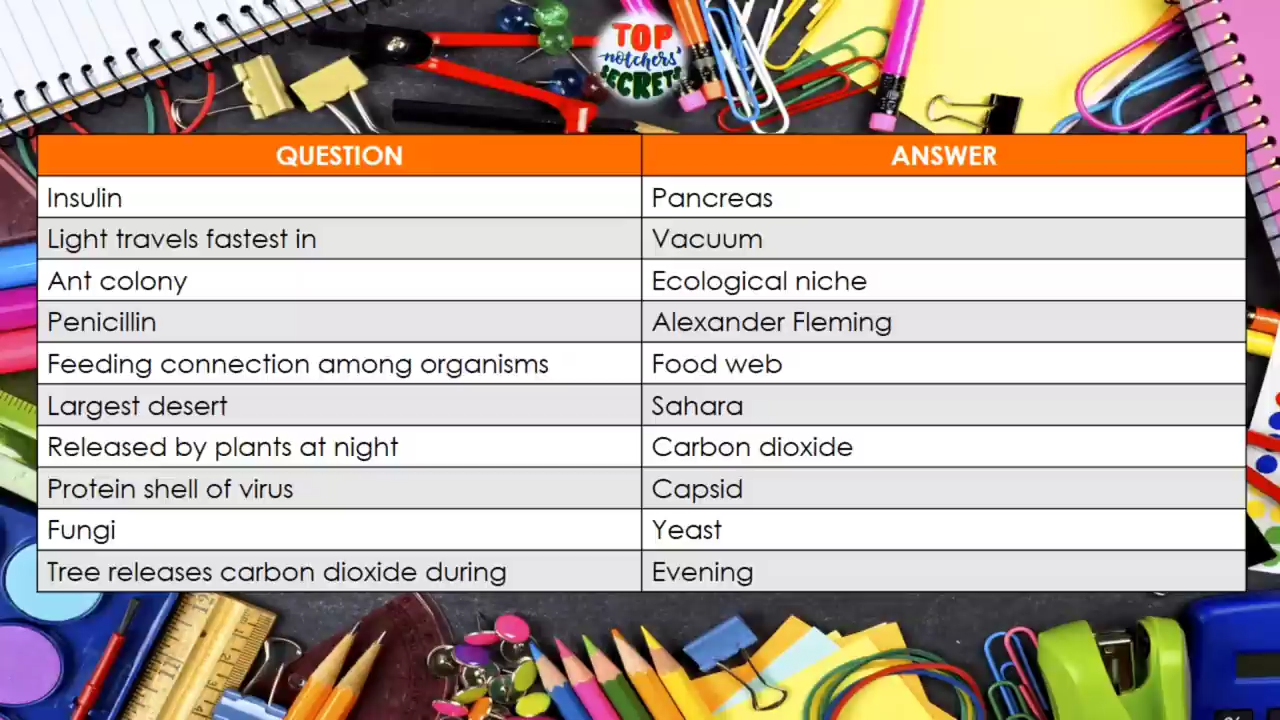 TOP
notchers'
SECRETS
QUESTION ANSWER
Insulin Pancreas
Light travels fastest in Vacuum
Ant colony Ecological niche
Penicillin Alexander Fleming
Feeding connection among organisms Food web
Largest desert Sahara
Released by plants at night Carbon dioxide
Protein shell of virus Capsid
Fungi Yeast
Tree releases carbon dioxide during Evening